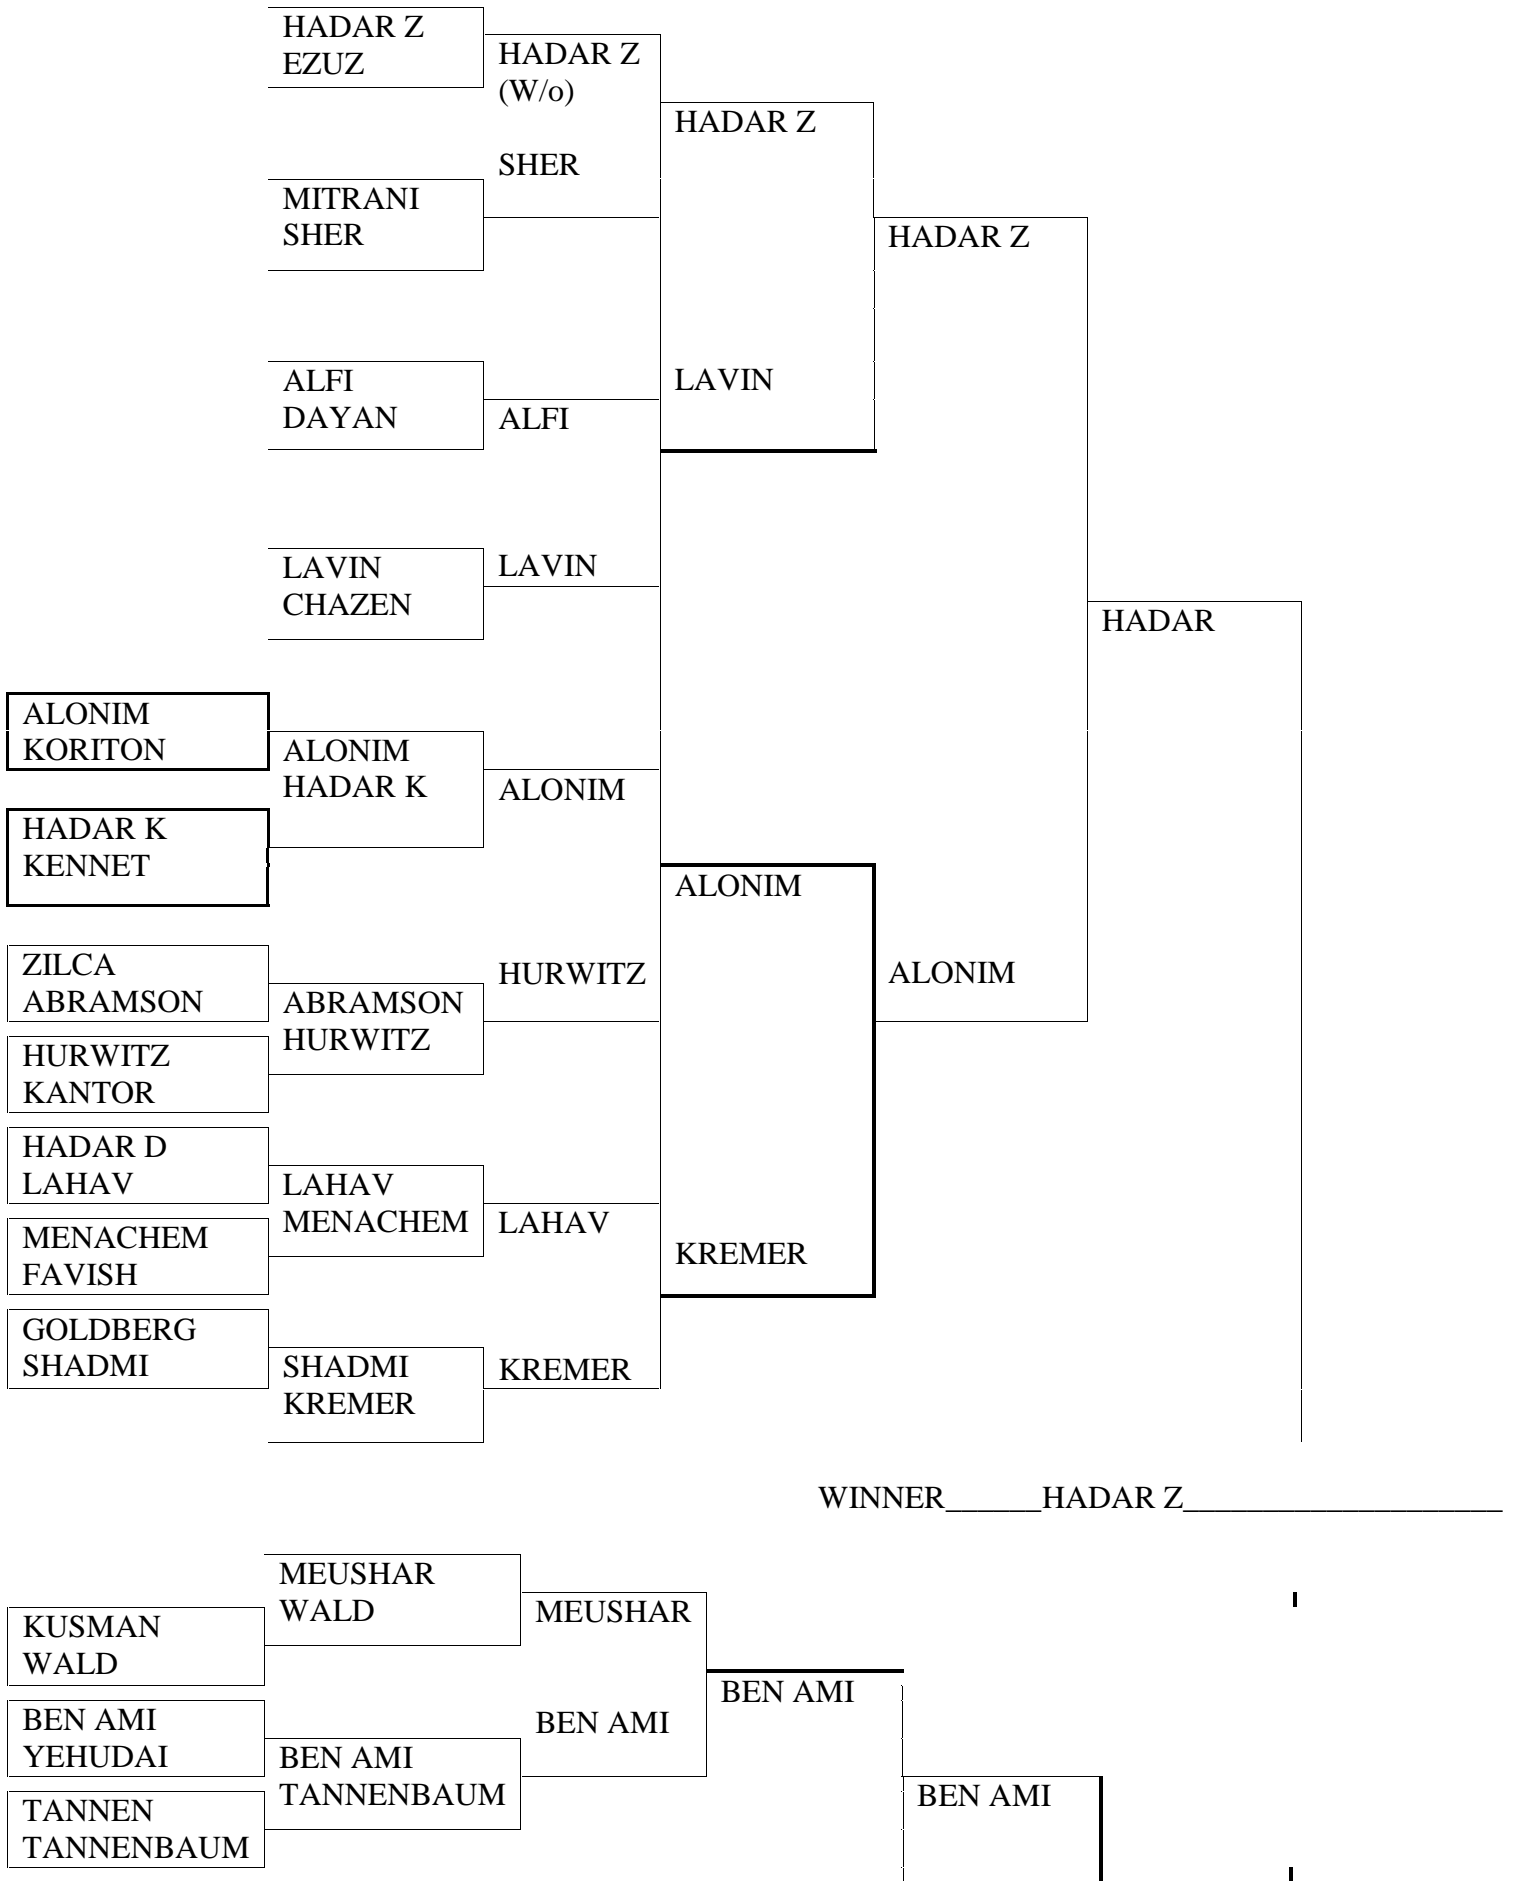 HADAR Z
EZUZ
HADAR Z
(W/o)
SHER
MITRANI
SHER
HADAR Z
HADAR Z
ALFI
DAYAN
ALFI
LAVIN
LAVIN
CHAZEN
LAVIN
HADAR
ALONIM
KORITON
ALONIM
HADAR K
ALONIM
HADAR K
KENNET
ALONIM
ZILCA
ABRAMSON
ABRAMSON
HURWITZ
HURWITZ
ALONIM
HURWITZ
KANTOR
HADAR D
LAHAV
LAHAV
MENACHEM
LAHAV
KREMER
MENACHEM
FAVISH
GOLDBERG
SHADMI
SHADMI
KREMER
KREMER
WINNER______HADAR Z____________________
MEUSHAR
WALD
MEUSHAR
KUSMAN
WALD
BEN AMI
BEN AMI
BEN AMI
YEHUDAI
BEN AMI
TANNENBAUM
BEN AMI
TANNEN
TANNENBAUM